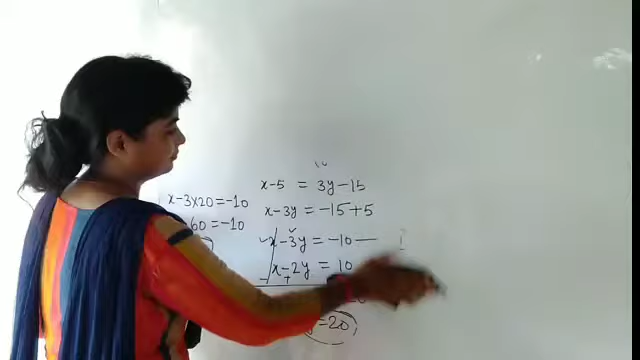 x-5 = 3y-15
x-3y = -15+5
x-3y = -10
x-2y = 10
y=20
x-3x20=-10
-60=-10